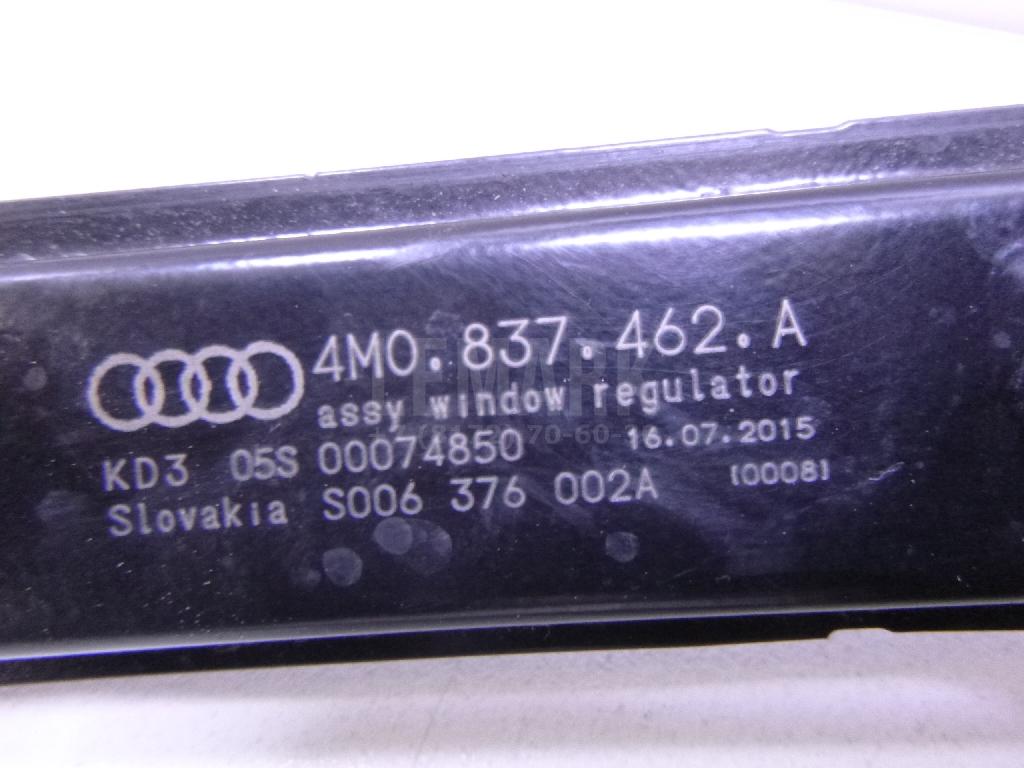 4M0.837.462.A
assy window regulator
KD3 05S 00074850 16.07.2015
Slovakia S006 376 002A (0008)